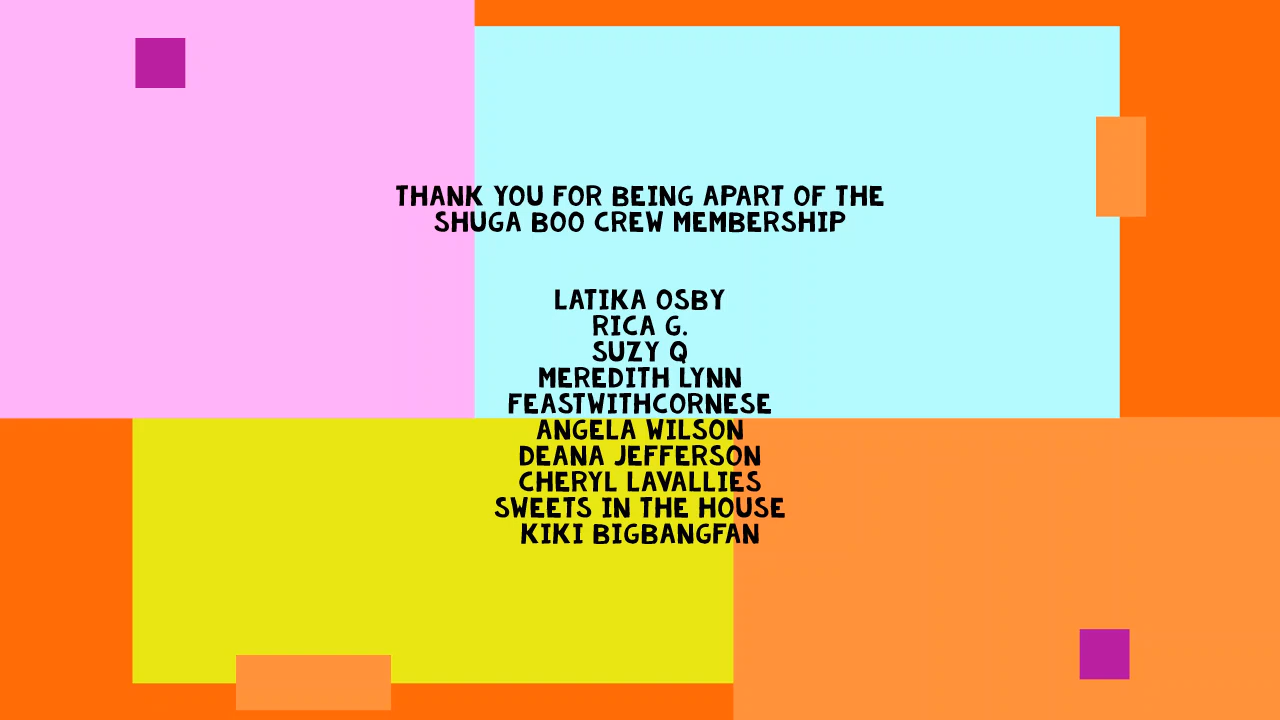 THANK YOU FOR BEING APART OF THE
SHUGA BOO CREW MEMBERSHIP
LATIKA OSBY
RICA G.
SUZY Q
MEREDITH LYNN
FEASTWITHCORNESE
ANGELA WILSON
DEANA JEFFERSON
CHERYL LAVALLIES
SWEETS IN THE HOUSE
KIKI BIGBANGFAN